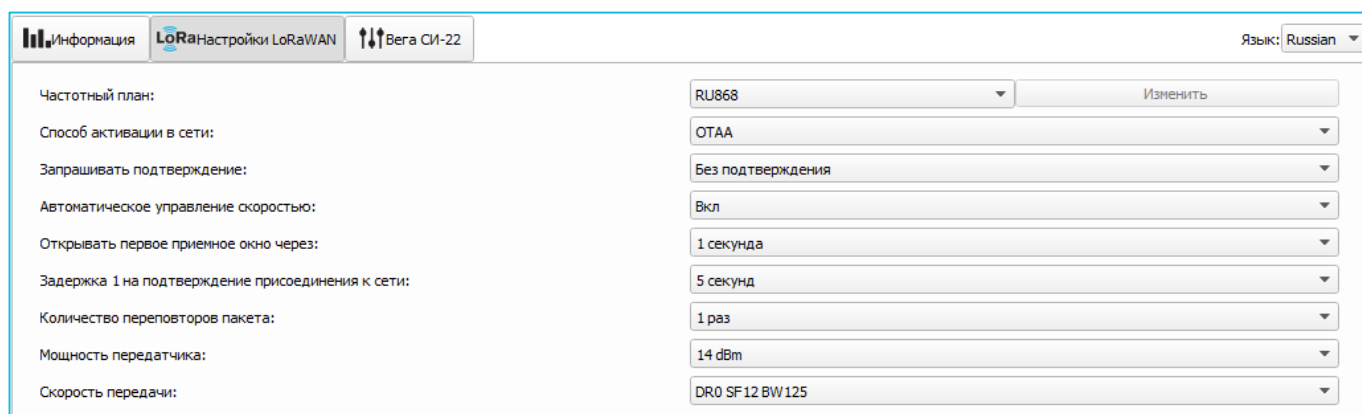 Информация LoRa Настройки LoRaWAN Вега СИ-22 Язык: Russian
Частотный план: RU868 Изменить
Способ активации в сети: OTAA
Запрашивать подтверждение: Без подтверждения
Автоматическое управление скоростью: Вкл
Открывать первое приемное окно через: 1 секунда
Задержка 1 на подтверждение присоединения к сети: 5 секунд
Количество переповторов пакета: 1 раз
Мощность передатчика: 14 dBm
Скорость передачи: DR0 SF12 BW125